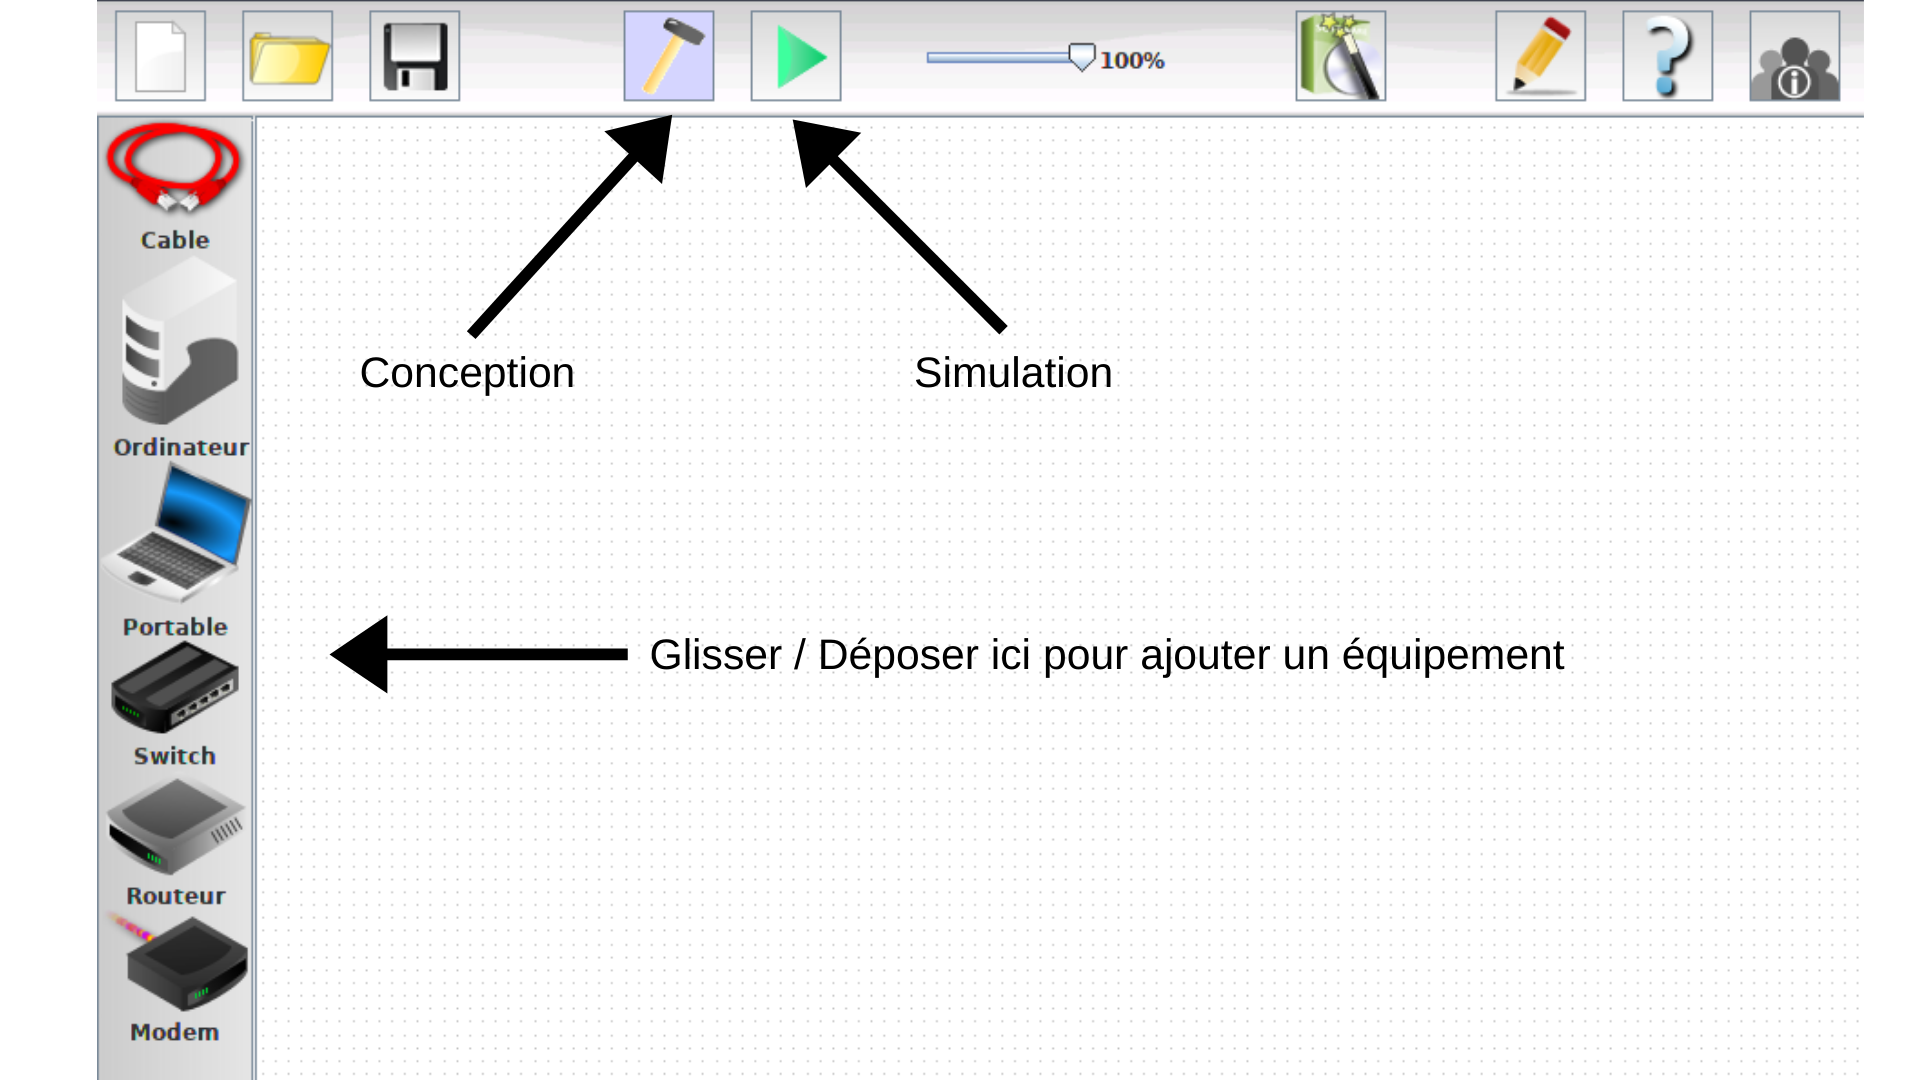 100%
Cable
Conception
Simulation
Ordinateur
Portable
Glisser / Déposer ici pour ajouter un équipement
Switch
Routeur
Modem